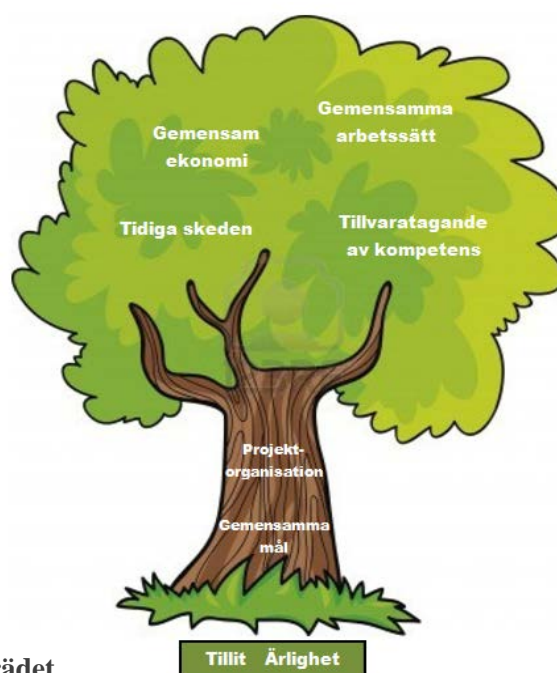 Gemensamma
arbetssätt
Gemensam
ekonomi
Tidiga skeden
Tillvaratagande
av kompetens
Projekt-
organisation
Gemensamma
mål
Tillit Ärlighet